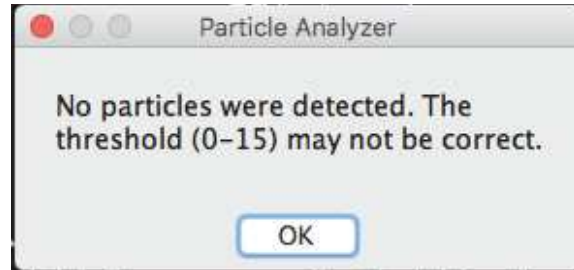 Particle Analyzer
No particles were detected. The
threshold (0–15) may not be correct.
OK